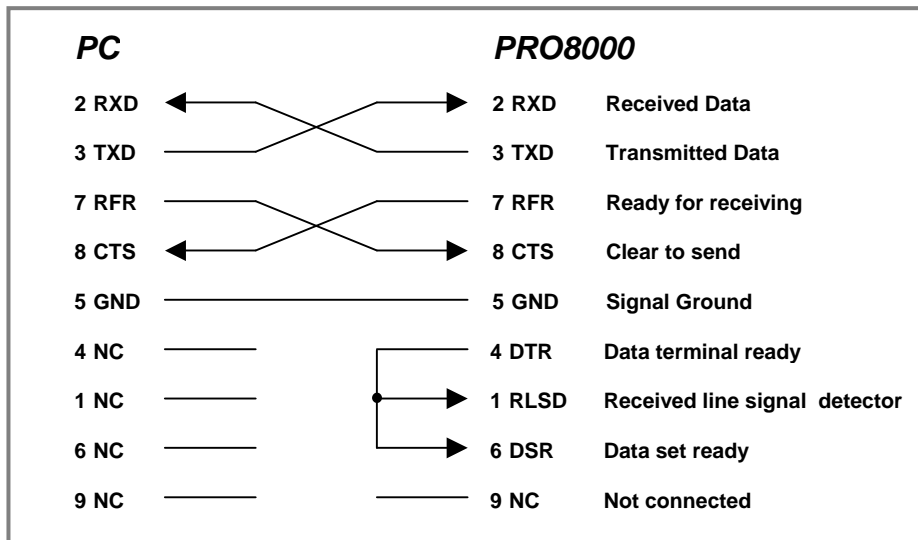 PC PRO8000
2 RXD 2 RXD Received Data
3 TXD 3 TXD Transmitted Data
7 RFR 7 RFR Ready for receiving
8 CTS 8 CTS Clear to send
5 GND 5 GND Signal Ground
4 NC 4 DTR Data terminal ready
1 NC 1 RLSD Received line signal detector
6 NC 6 DSR Data set ready
9 NC 9 NC Not connected